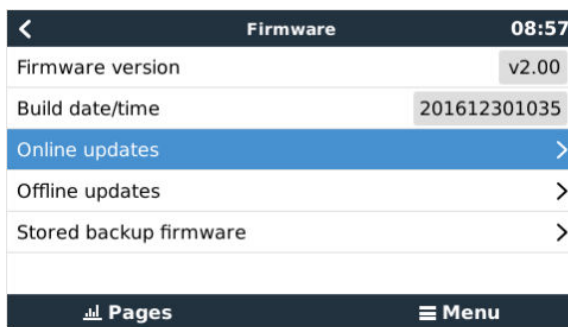 Firmware 08:57
Firmware version v2.00
Build date/time 201612301035
Online updates
Offline updates
Stored backup firmware
Pages Menu